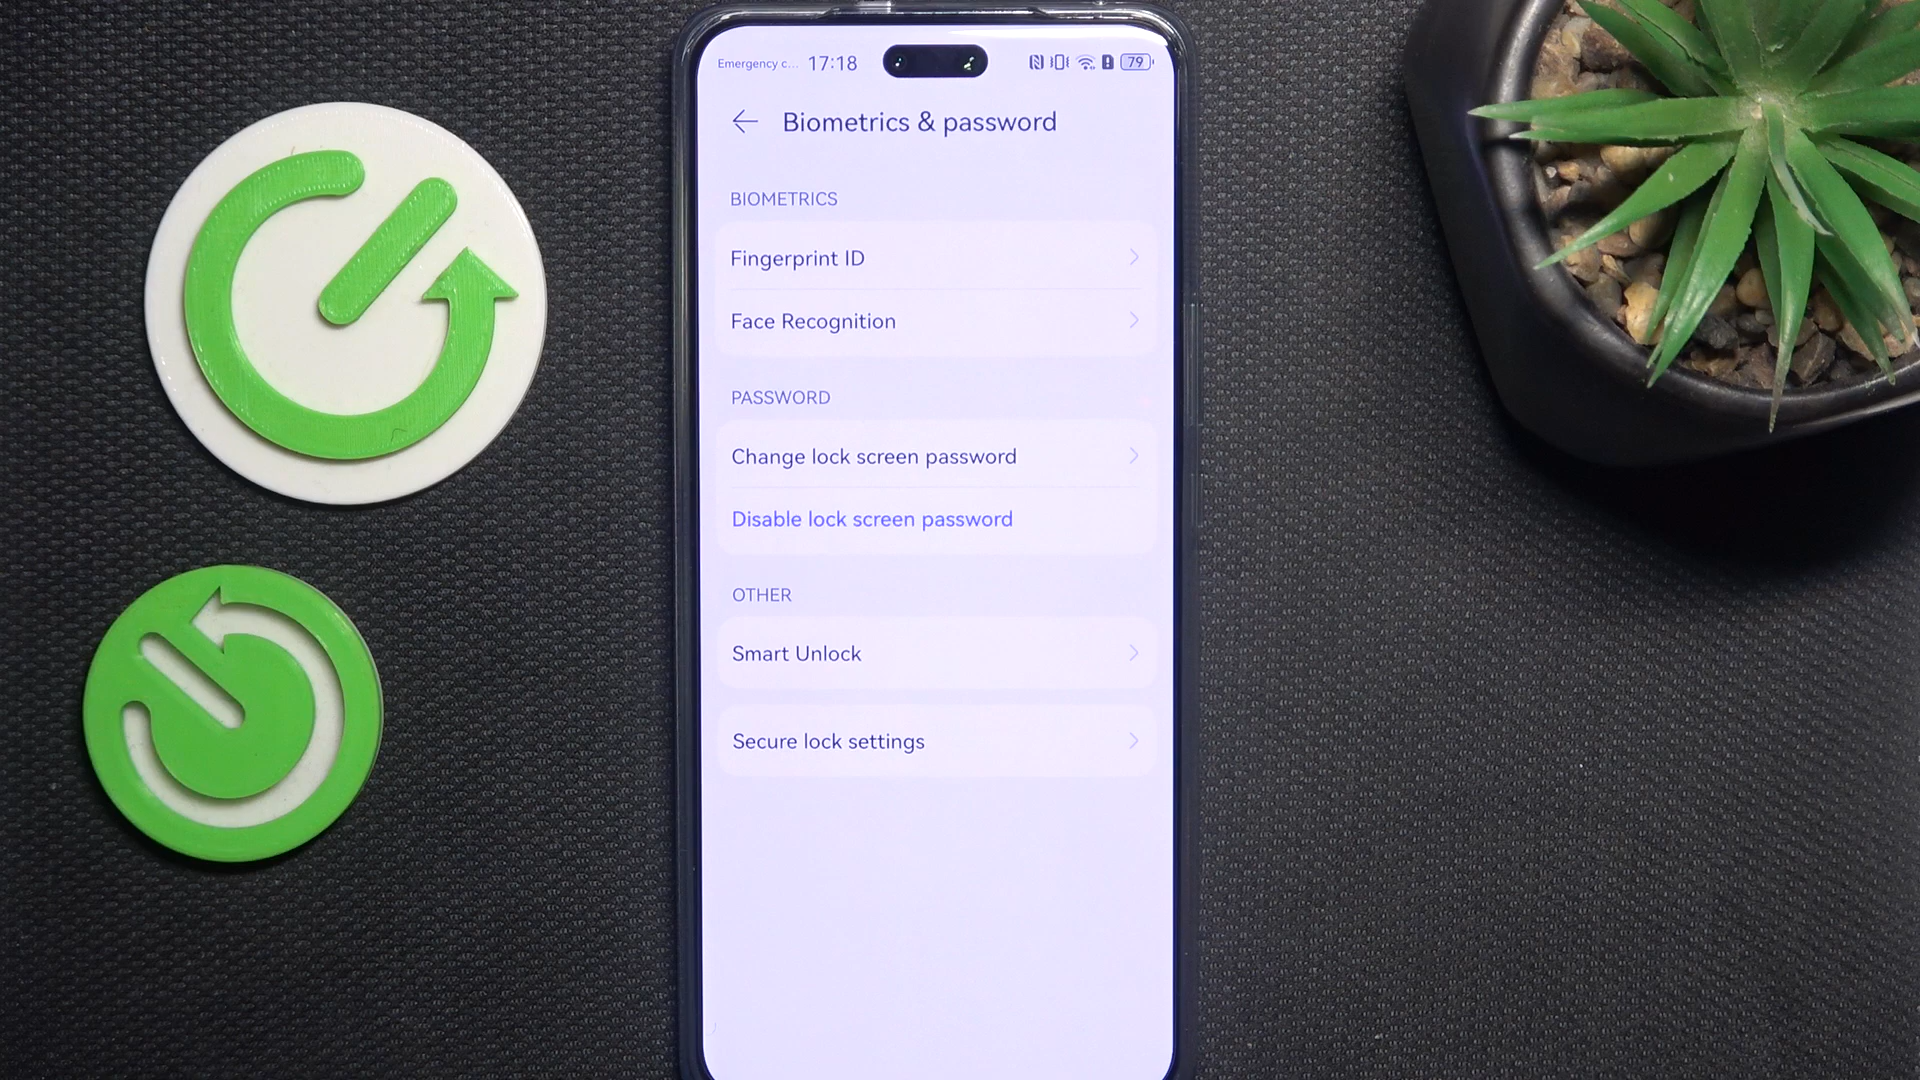 Emergency c... 17:18 79
Biometrics & password
BIOMETRICS
Fingerprint ID
Face Recognition
PASSWORD
Change lock screen password
Disable lock screen password
OTHER
Smart Unlock
Secure lock settings